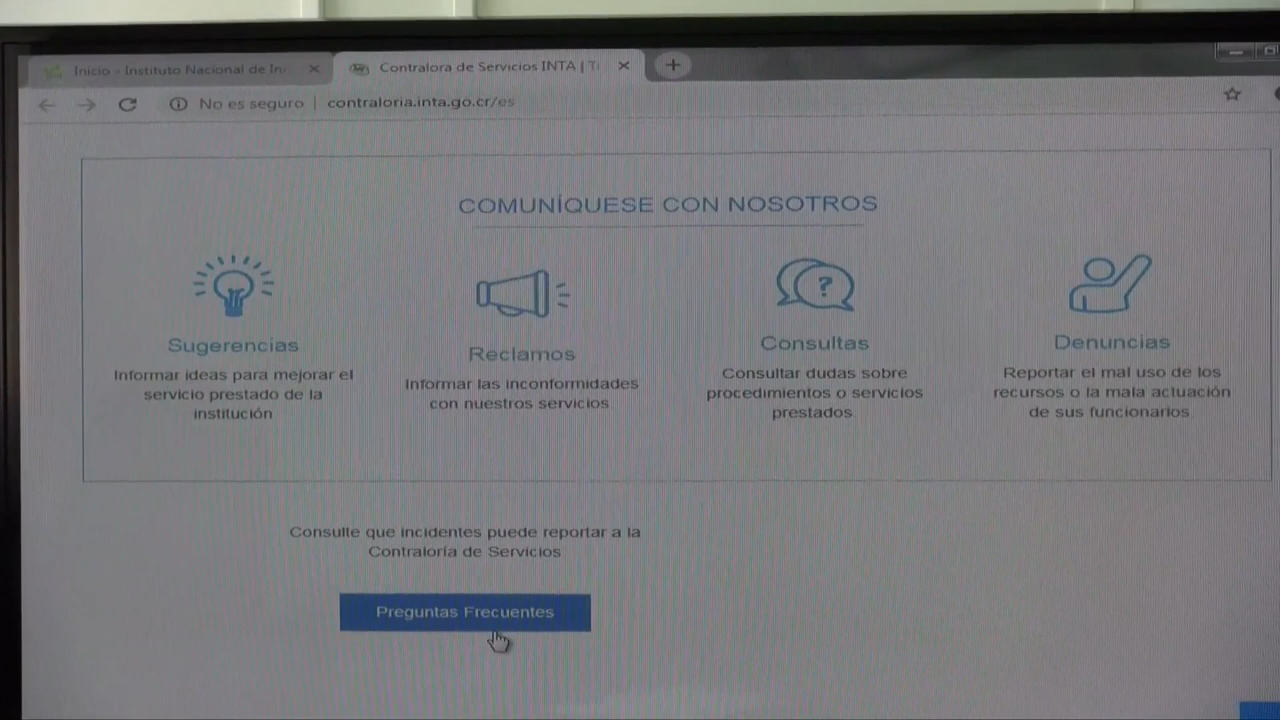 Inicio - Instituto Nacional de In
Contralora de Servicios INTA | T
No es seguro | contraloria.inta.go.cr/es
COMUNÍQUESE CON NOSOTROS
?
Sugerencias
Informar ideas para mejorar el
servicio prestado de la
institución
Reclamos
Informar las inconformidades
con nuestros servicios
Consultas
Consultar dudas sobre
procedimientos o servicios
prestados
Denuncias
Reportar el mal uso de los
recursos o la mala actuación
de sus funcionarios
Consulte que incidentes puede reportar a la
Contraloría de Servicios
Preguntas Frecuentes